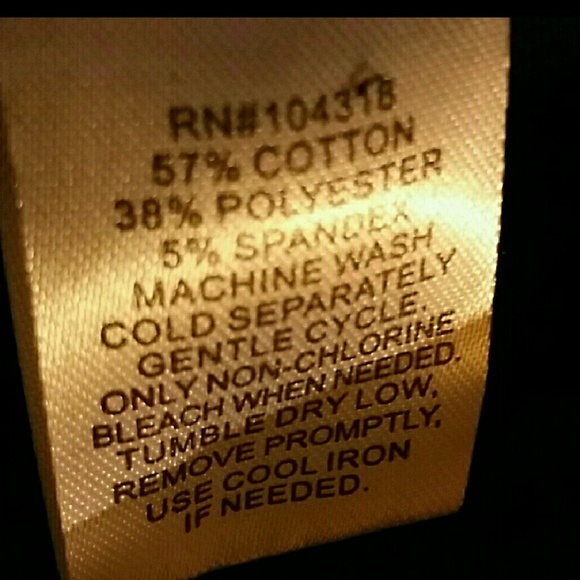 RN#104318
57% COTTON
38% POLYESTER
5% SPANDEX
MACHINE WASH
COLD SEPARATELY
GENTLE CYCLE.
ONLY NON-CHLORINE
BLEACH WHEN NEEDED.
TUMBLE DRY LOW,
REMOVE PROMPTLY,
USE COOL IRON
IF NEEDED.